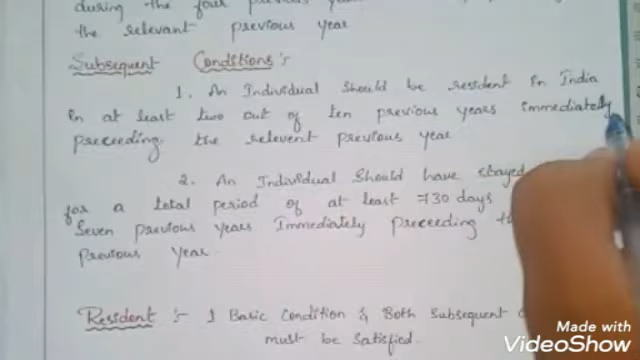 during the four previous
the relevant previous year
Subsequent Conditions :-
1. An Individual should be resident in India
in at least two out of ten previous years immediately
preceeding the relevent previous year
2. An Individual should have stayed
for a total period of at least 730 days
Seven previous years Immediately preceeding
previous year.
Resident :- 1 Basic Condition & Both Subsequent
must be satisfied.
Made with
VideoShow